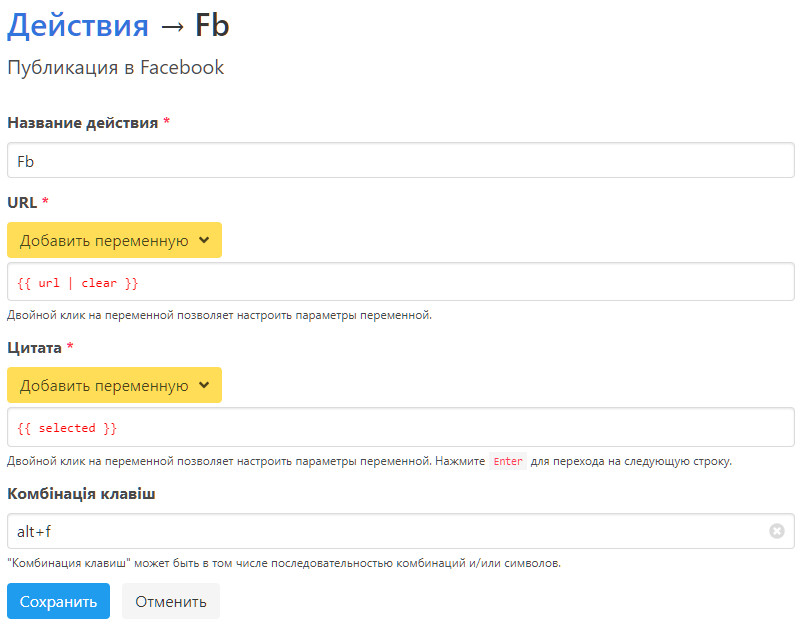 Действия → Fb
Публикация в Facebook
Название действия *
Fb
URL *
Добавить переменную
{{ url | clear }}
Двойной клик на переменной позволяет настроить параметры переменной.
Цитата *
Добавить переменную
{{ selected }}
Двойной клик на переменной позволяет настроить параметры переменной. Нажмите Enter для перехода на следующую строку.
Комбінація клавіш
alt+f
"Комбинация клавиш" может быть в том числе последовательностью комбинаций и/или символов.
Сохранить Отменить